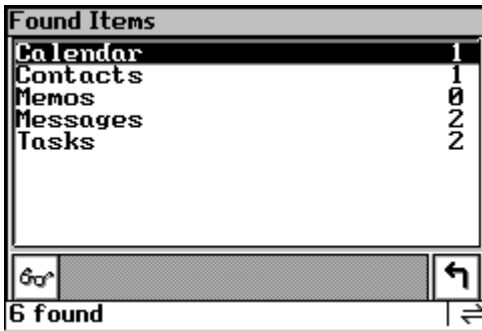 Found Items
Calendar 1
Contacts 1
Memos 0
Messages 2
Tasks 2
6 found